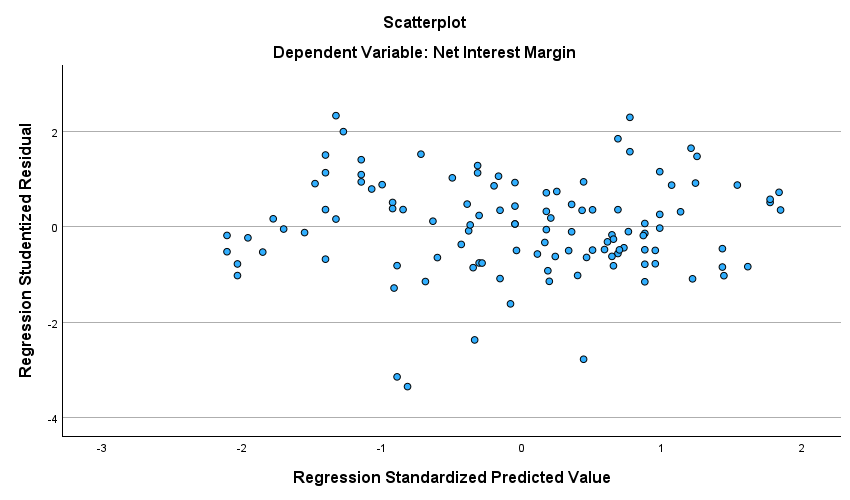 Scatterplot
Dependent Variable: Net Interest Margin
Regression Studentized Residual
2
0
-2
-4
-3 -2 -1 0 1 2
Regression Standardized Predicted Value